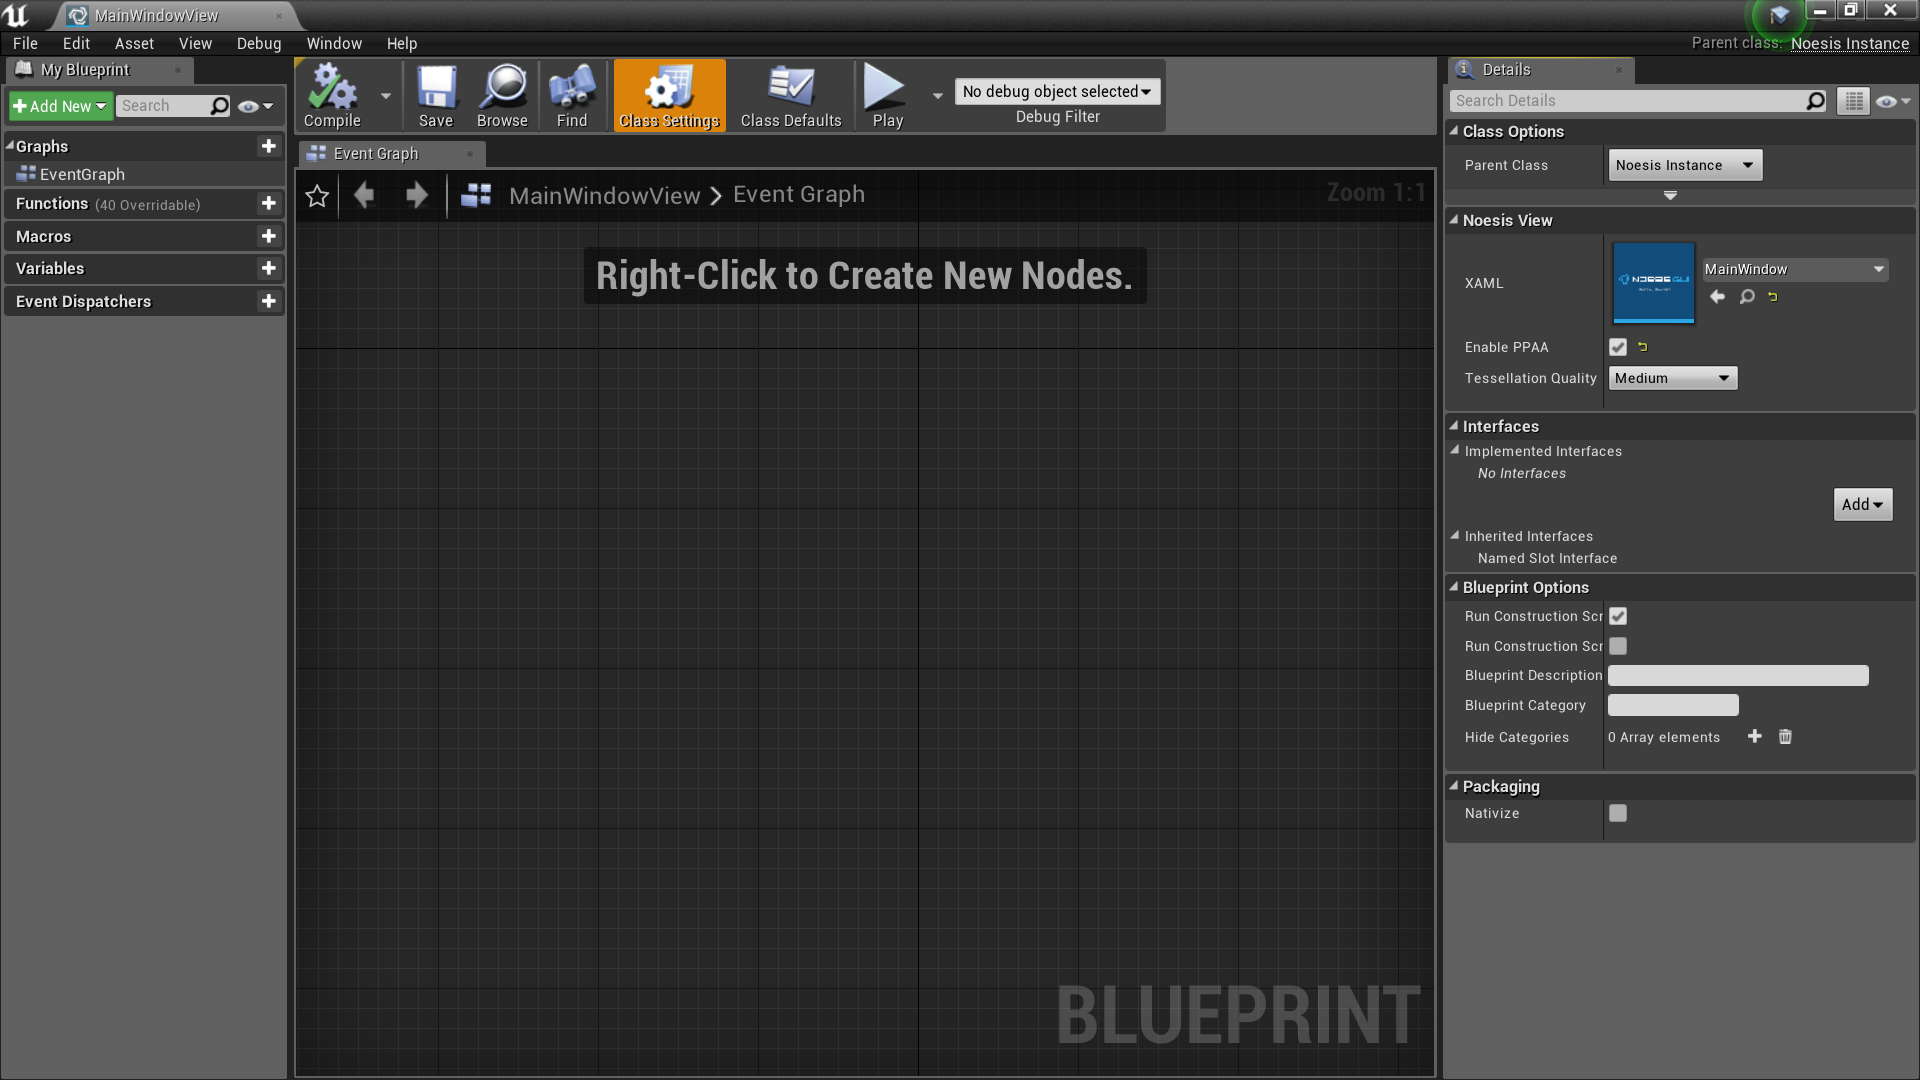 MainWindowView
File Edit Asset View Debug Window Help
Parent class: Noesis Instance
My Blueprint
Add New
Search
Graphs
EventGraph
Functions (40 Overridable)
Macros
Variables
Event Dispatchers
Compile
Save
Browse
Find
Class Settings
Class Defaults
Play
No debug object selected
Debug Filter
Event Graph
MainWindowView > Event Graph
Zoom 1:1
Right-Click to Create New Nodes.
BLUEPRINT
Details
Search Details
Class Options
Parent Class
Noesis Instance
Noesis View
XAML
NOESIS GUI
MainWindow
Enable PPAA
Tessellation Quality
Medium
Interfaces
Implemented Interfaces
No Interfaces
Add
Inherited Interfaces
Named Slot Interface
Blueprint Options
Run Construction Scr
Run Construction Scr
Blueprint Description
Blueprint Category
Hide Categories
0 Array elements
Packaging
Nativize